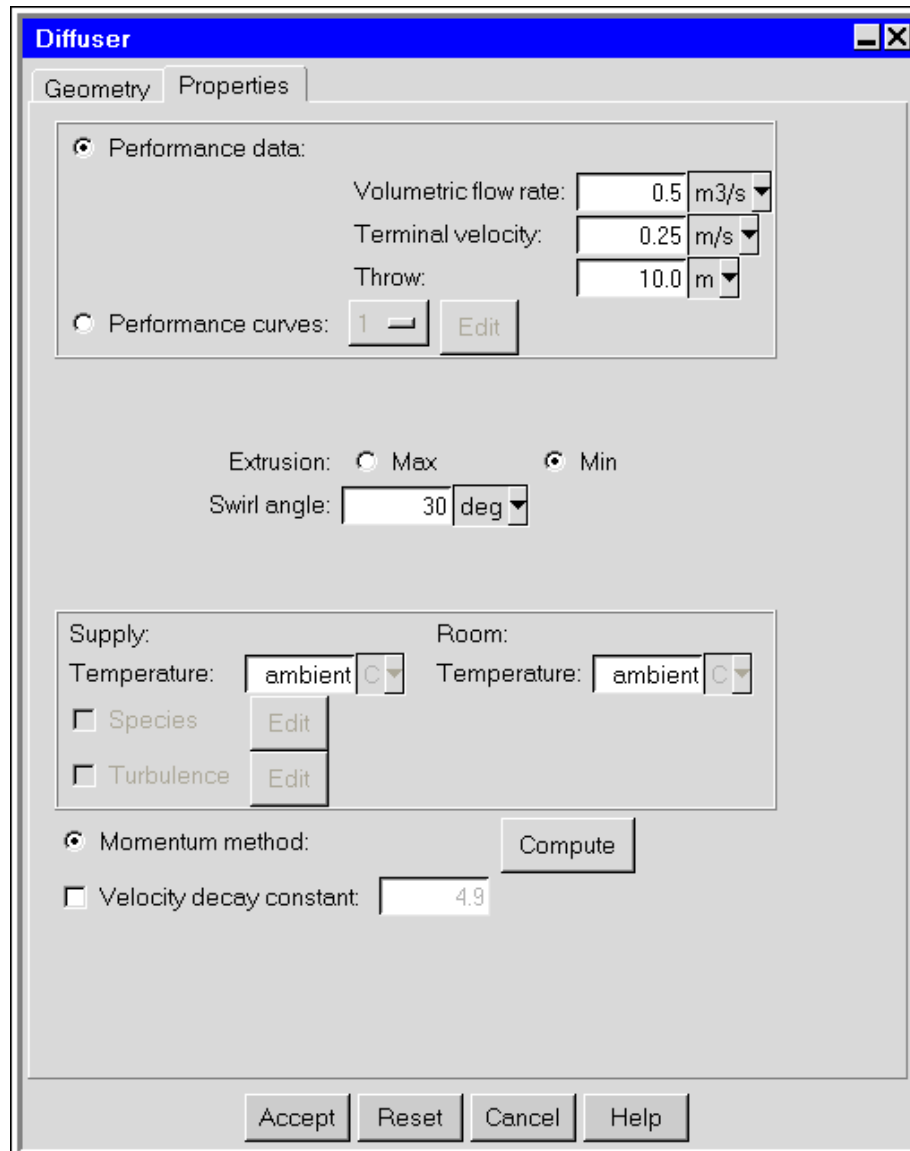 Diffuser
Geometry Properties
Performance data:
Volumetric flow rate: 0.5 m3/s
Terminal velocity: 0.25 m/s
Throw: 10.0 m
Performance curves: 1 Edit
Extrusion: Max Min
Swirl angle: 30 deg
Supply: Room:
Temperature: ambient C Temperature: ambient C
Species Edit
Turbulence Edit
Momentum method: Compute
Velocity decay constant: 4.9
Accept Reset Cancel Help